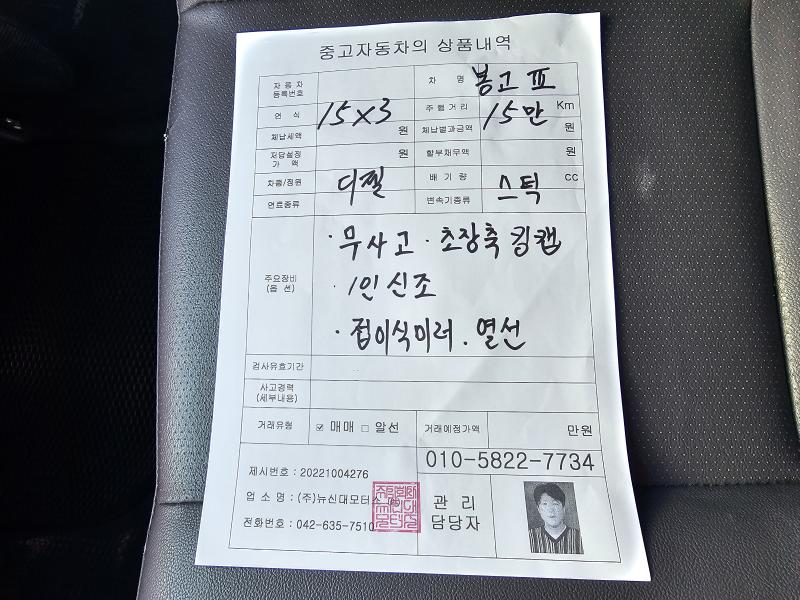 중고자동차의 상품내역
자동차 등록번호 차 명 봉고 Ⅲ
연 식 15×3 주행거리 15만 Km
체납세액 원 체납별과금액 원
저당설정 가 액 원 할부채무액 원
차종/정원 디젤 배 기 량 스틱 cc
연료종류 변속기종류
주요장비 (옵 션)
· 무사고 · 초장축 킹캡
· 1인 신조
· 접이식미러 . 열선
검사유효기간
사고경력 (세부내용)
거래유형 ☑ 매매 □ 알선 거래예정가액 만원
010-5822-7734
제시번호 : 20221004276
업 소 명 : (주)뉴신대모터스
전화번호 : 042-635-7510
관 리
담당자